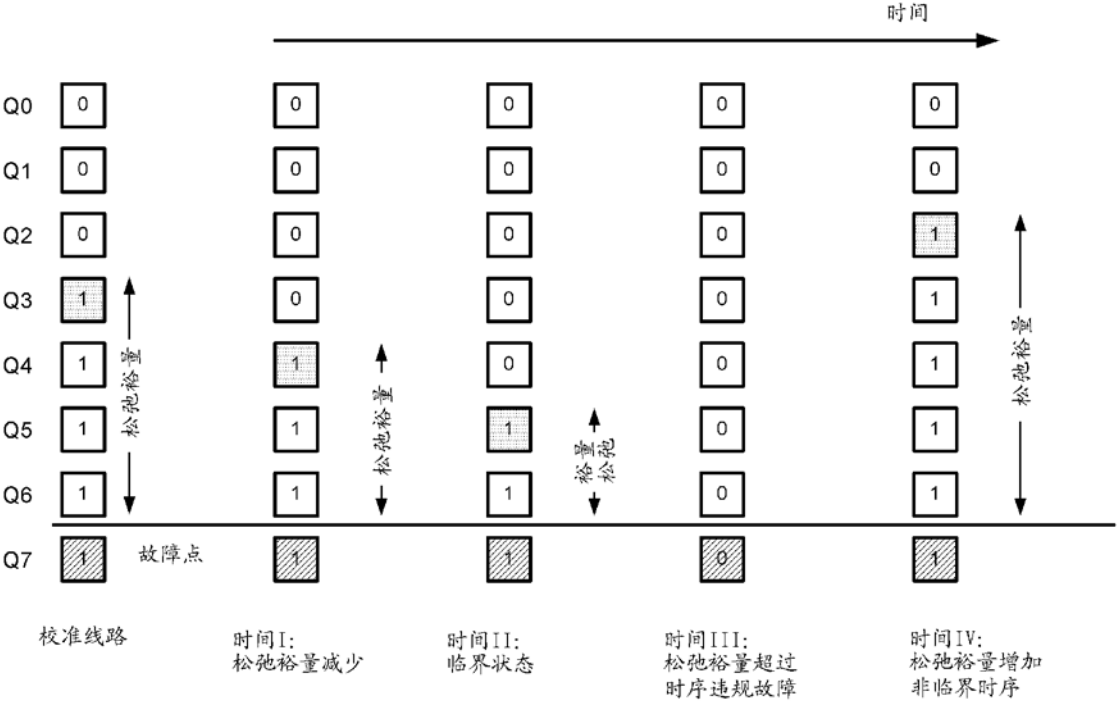 时间
Q0 0 0 0 0 0
Q1 0 0 0 0 0
Q2 0 0 0 0 1
Q3 1 0 0 0 1
Q4 1 1 0 0 1
Q5 1 1 1 0 1
Q6 1 1 1 0 1
松弛裕量
松弛裕量
裕量
松弛
松弛裕量
Q7 1 1 1 0 1
故障点
校准线路
时间I:
松弛裕量减少
时间II:
临界状态
时间III:
松弛裕量超过
时序违规故障
时间IV:
松弛裕量增加
非临界时序